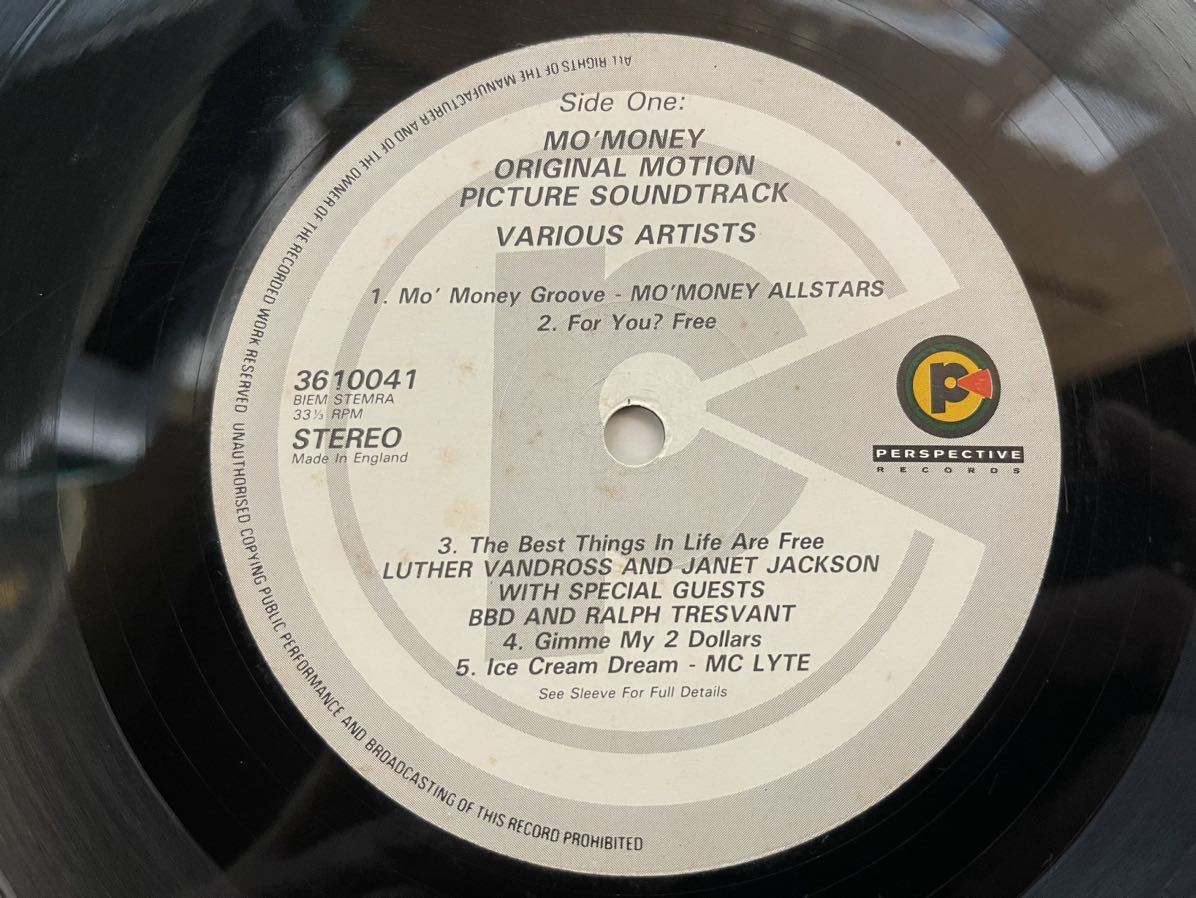 Side One:
MO'MONEY
ORIGINAL MOTION
PICTURE SOUNDTRACK
VARIOUS ARTISTS
1. Mo' Money Groove - MO'MONEY ALLSTARS
2. For You? Free
3610041
BIEM STEMRA
33⅓ RPM
STEREO
Made In England
PERSPECTIVE
RECORDS
3. The Best Things In Life Are Free
LUTHER VANDROSS AND JANET JACKSON
WITH SPECIAL GUESTS
BBD AND RALPH TRESVANT
4. Gimme My 2 Dollars
5. Ice Cream Dream - MC LYTE
See Sleeve For Full Details
ALL RIGHTS OF THE MANUFACTURER AND OF THE OWNER OF THE RECORDED WORK RESERVED UNAUTHORISED COPYING PUBLIC PERFORMANCE AND BROADCASTING OF THIS RECORD PROHIBITED